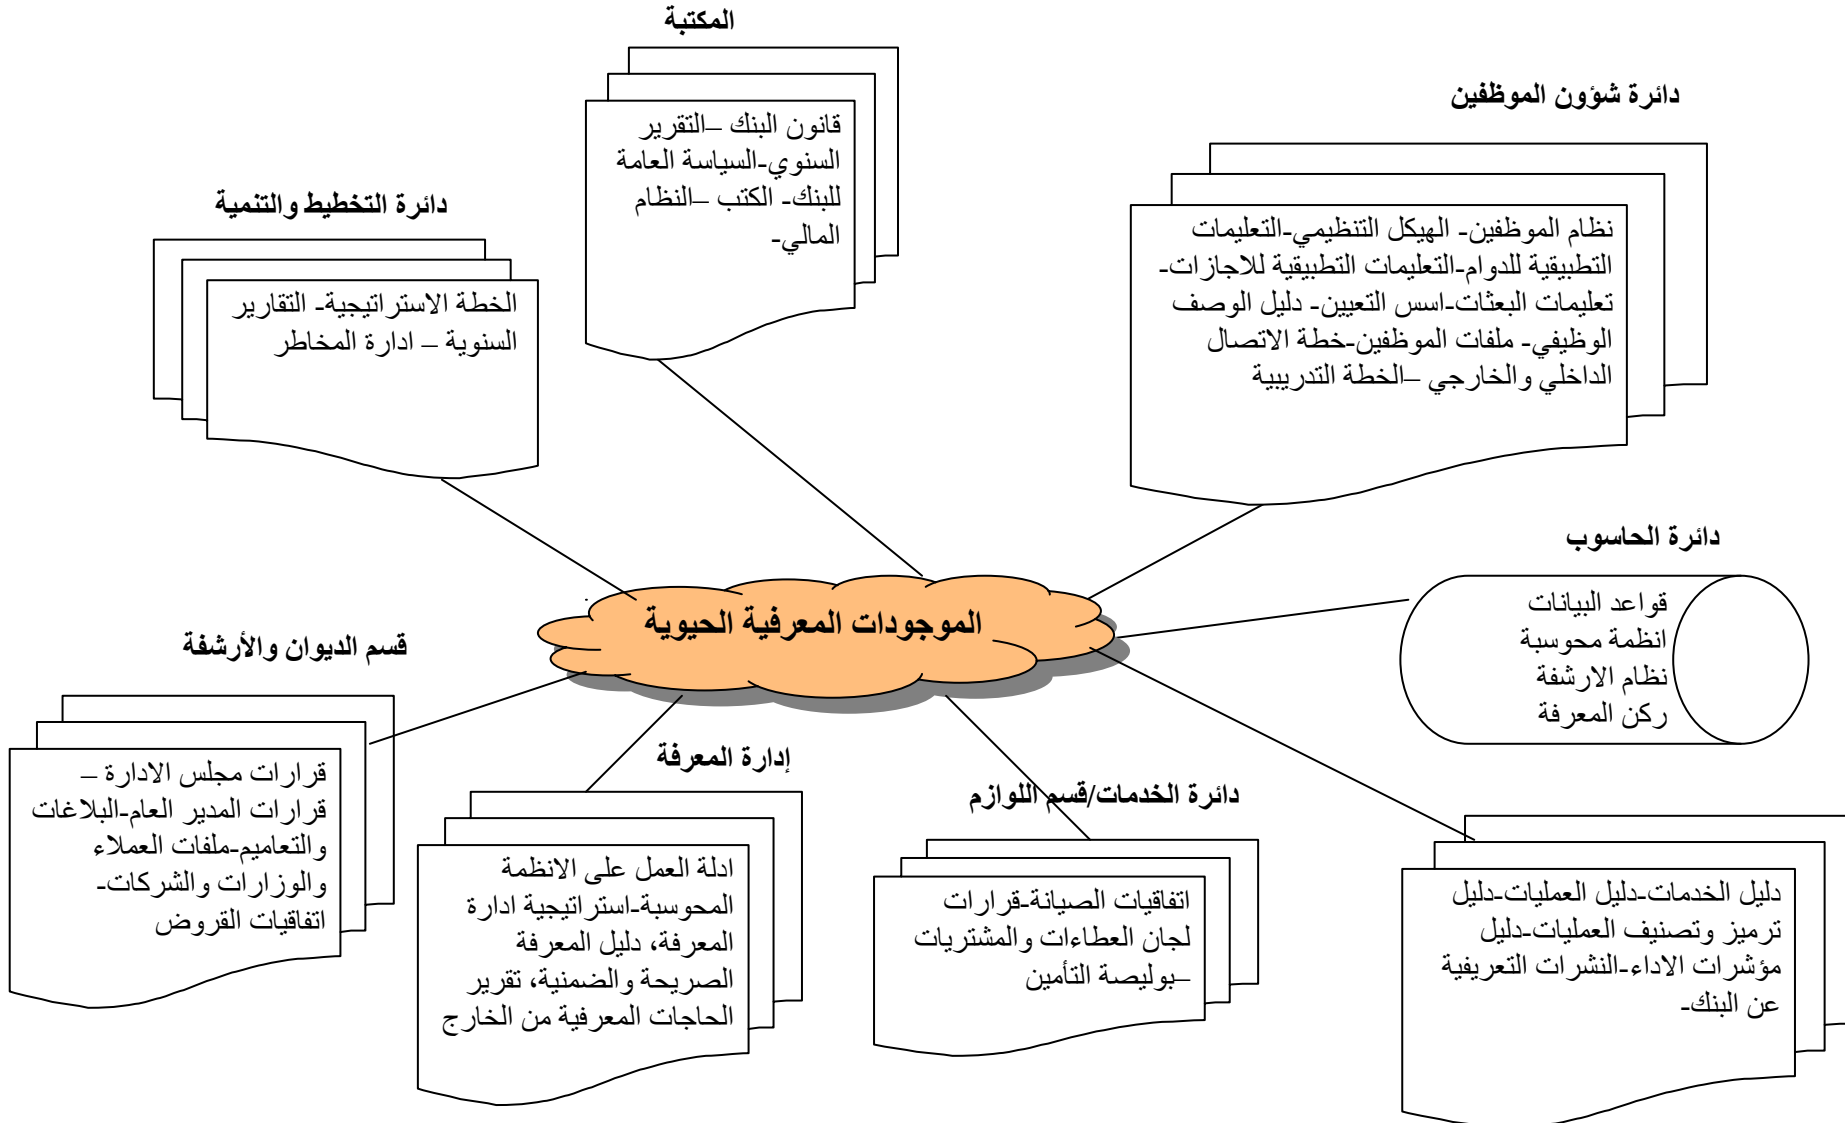 المكتبة
قانون البنك –التقرير
السنوي-السياسة العامة
للبنك- الكتب –النظام
المالي-
دائرة شؤون الموظفين
نظام الموظفين- الهيكل التنظيمي-التعليمات
التطبيقية للدوام-التعليمات التطبيقية للاجازات-
تعليمات البعثات-اسس التعيين- دليل الوصف
الوظيفي- ملفات الموظفين-خطة الاتصال
الداخلي والخارجي –الخطة التدريبية
دائرة التخطيط والتنمية
الخطة الاستراتيجية- التقارير
السنوية – ادارة المخاطر
دائرة الحاسوب
قواعد البيانات
انظمة محوسبة
نظام الارشفة
ركن المعرفة
الموجودات المعرفية الحيوية
قسم الديوان والأرشفة
قرارات مجلس الادارة –
قرارات المدير العام-البلاغات
والتعاميم-ملفات العملاء
والوزارات والشركات-
اتفاقيات القروض
إدارة المعرفة
ادلة العمل على الانظمة
المحوسبة-استراتيجية ادارة
المعرفة، دليل المعرفة
الصريحة والضمنية، تقرير
الحاجات المعرفية من الخارج
دائرة الخدمات/قسم اللوازم
اتفاقيات الصيانة-قرارات
لجان العطاءات والمشتريات
–بوليصة التأمين
دليل الخدمات-دليل العمليات-دليل
ترميز وتصنيف العمليات-دليل
مؤشرات الاداء-النشرات التعريفية
عن البنك-